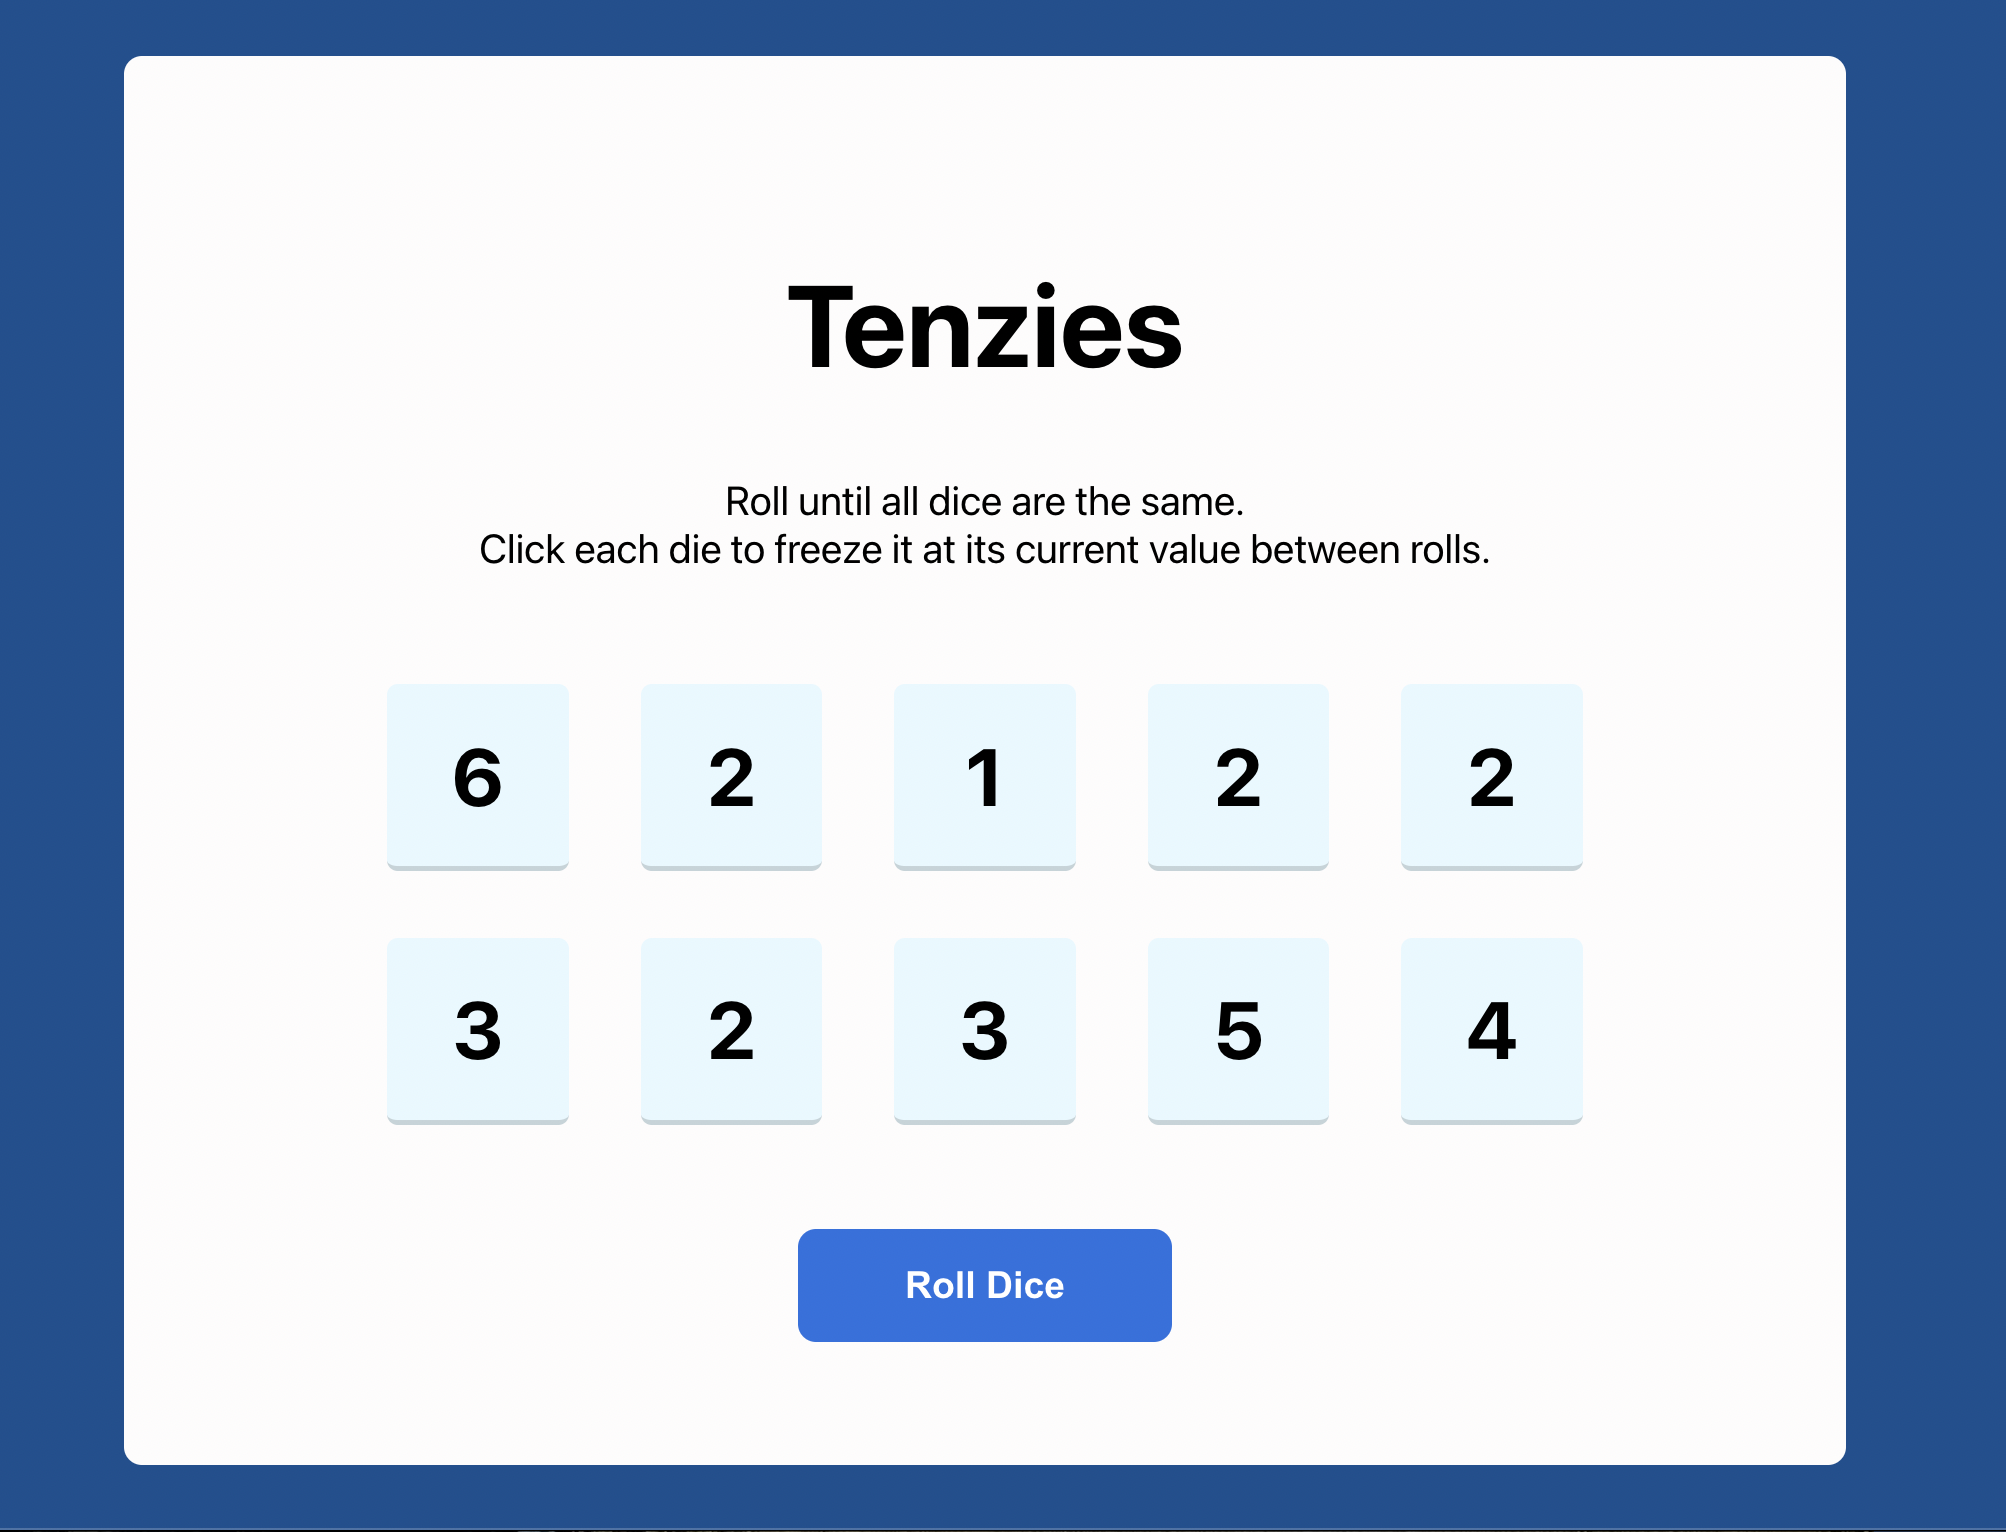 Tenzies
Roll until all dice are the same.
Click each die to freeze it at its current value between rolls.
6 2 1 2 2
3 2 3 5 4
Roll Dice